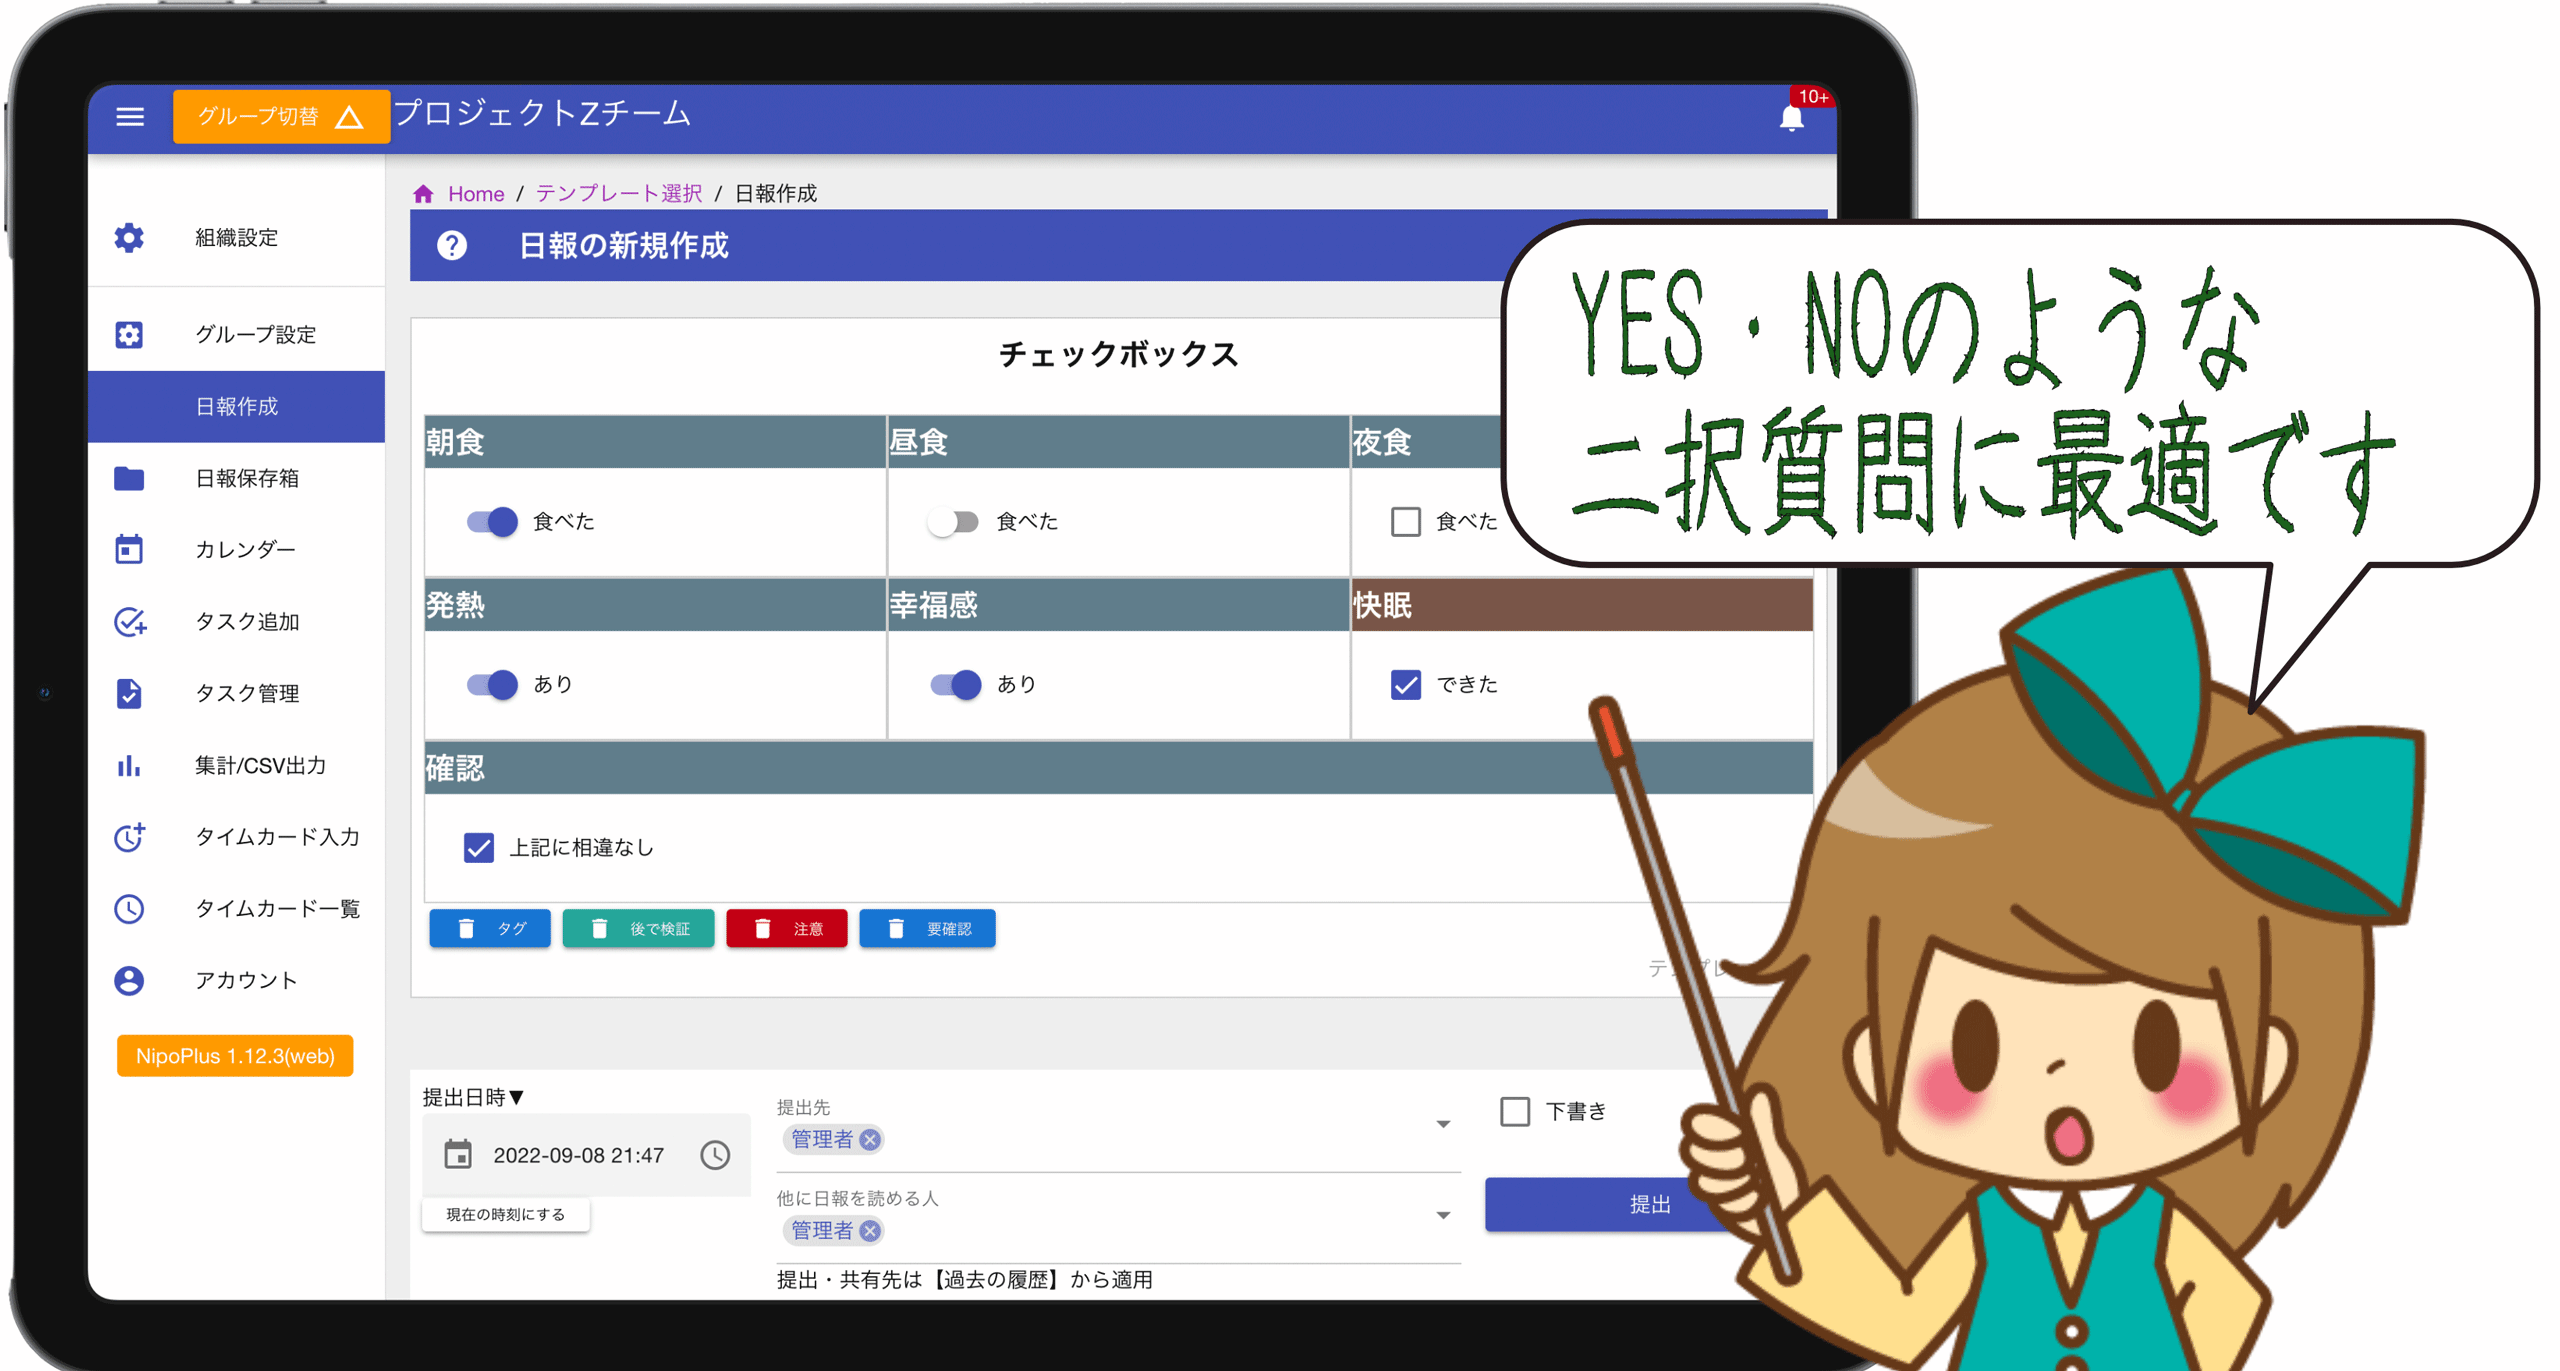 グループ切替
プロジェクトZチーム
10+
組織設定
グループ設定
日報作成
日報保存箱
カレンダー
タスク追加
タスク管理
集計/CSV出力
タイムカード入力
タイムカード一覧
アカウント
NipoPlus 1.12.3(web)
Home / テンプレート選択 / 日報作成
日報の新規作成
チェックボックス
朝食 昼食 夜食
食べた 食べた 食べた
発熱 幸福感 快眠
あり あり できた
確認
上記に相違なし
タグ 後で検証 注意 要確認
提出日時▼
2022-09-08 21:47
現在の時刻にする
提出先
管理者
他に日報を読める人
管理者
提出・共有先は【過去の履歴】から適用
下書き
提出
YES・NOのような
二択質問に最適です